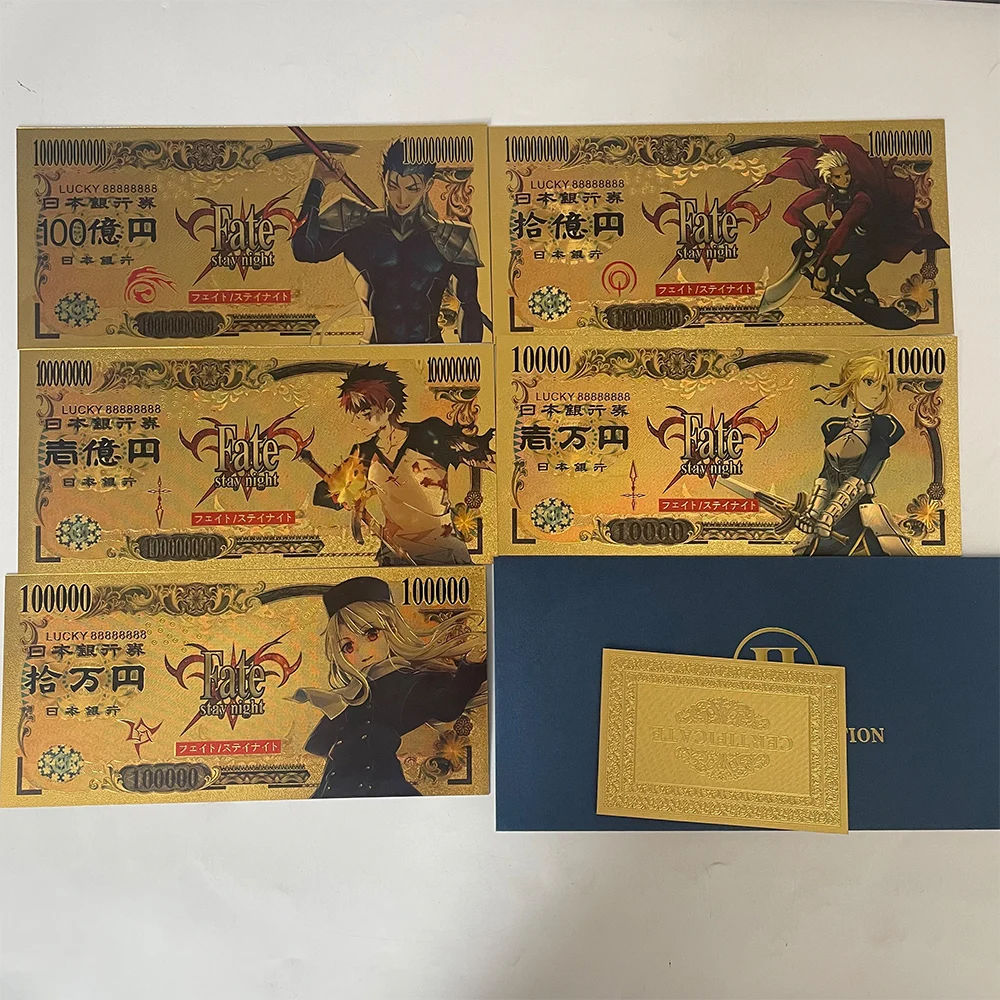 10000000000
10000000000
LUCKY 88888888
日本銀行券
100億円
日本銀行
Fate
stay night
フェイト/ステイナイト
10000000000
1000000000
1000000000
LUCKY 88888888
日本銀行券
拾億円
日本銀行
Fate
stay night
フェイト/ステイナイト
1000000000
100000000
100000000
LUCKY 88888888
日本銀行券
壱億円
日本銀行
Fate
stay night
フェイト/ステイナイト
100000000
10000
10000
LUCKY 88888888
日本銀行券
壱万円
日本銀行
Fate
stay night
フェイト/ステイナイト
10000
100000
100000
LUCKY 88888888
日本銀行券
拾万円
日本銀行
Fate
stay night
フェイト/ステイナイト
100000
TION
CERTIFICATE